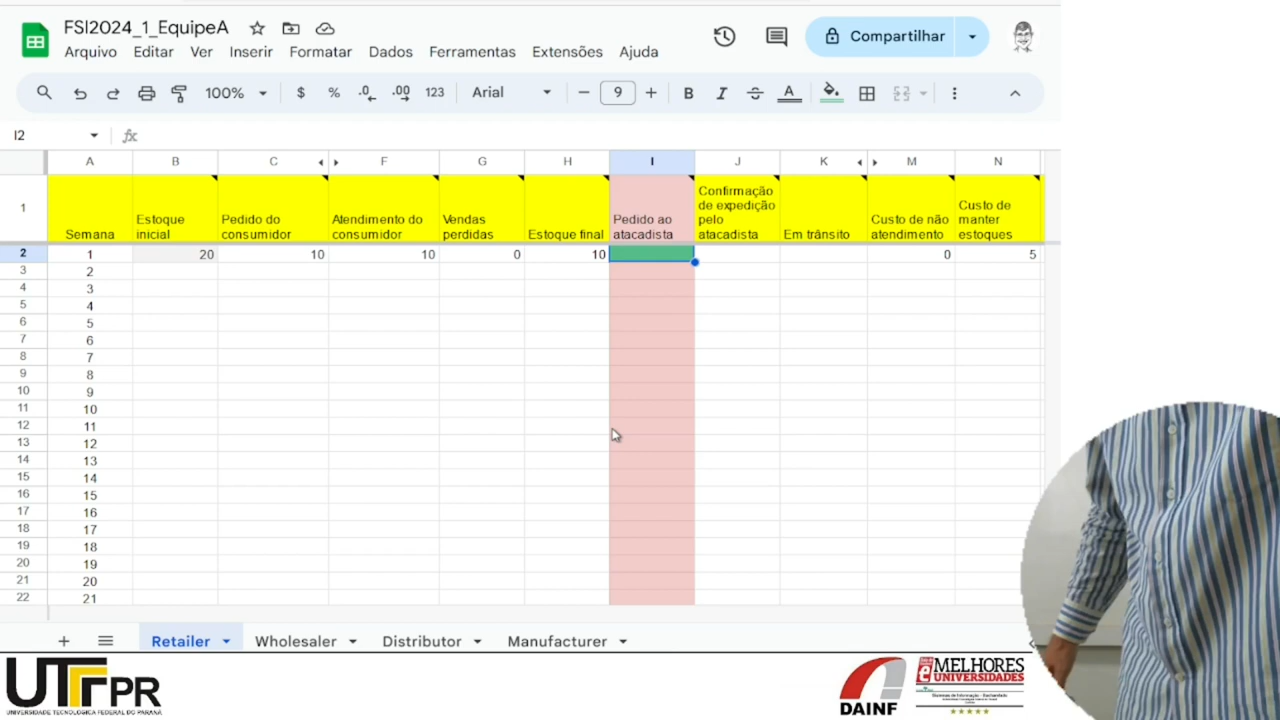 FSI2024_1_EquipeA
Arquivo Editar Ver Inserir Formatar Dados Ferramentas Extensões Ajuda
Compartilhar
100% $ % .0 .00 123 Arial 9 B I S A
I2 fx
A B C F G H I J K M N
1 Semana Estoque inicial Pedido do consumidor Atendimento do consumidor Vendas perdidas Estoque final Pedido ao atacadista Confirmação de expedição pelo atacadista Em trânsito Custo de não atendimento Custo de manter estoques
2 1 20 10 10 0 10 0 5
3 2
4 3
5 4
6 5
7 6
8 7
9 8
10 9
11 10
12 11
13 12
14 13
15 14
16 15
17 16
18 17
19 18
20 19
21 20
22 21
+ Retailer Wholesaler Distributor Manufacturer
UTFPR
UNIVERSIDADE TECNOLÓGICA FEDERAL DO PARANÁ
DAINF
MELHORES
UNIVERSIDADES